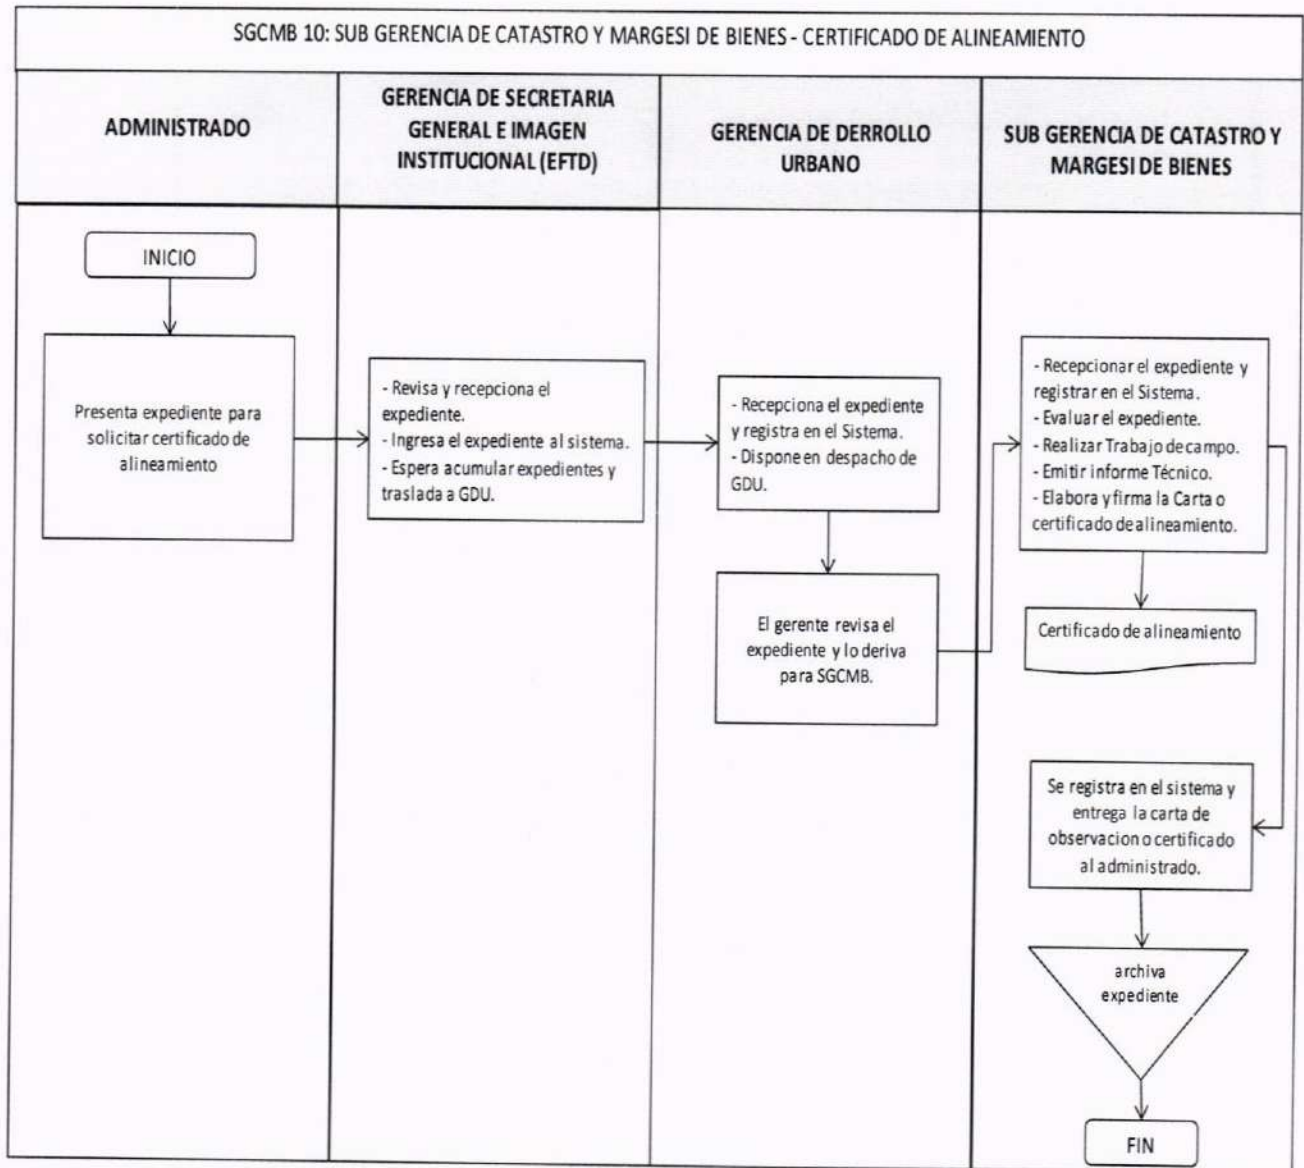 SGCMB 10: SUB GERENCIA DE CATASTRO Y MARGESI DE BIENES - CERTIFICADO DE ALINEAMIENTO
ADMINISTRADO
GERENCIA DE SECRETARIA
GENERAL E IMAGEN
INSTITUCIONAL (EFTD)
GERENCIA DE DERROLLO
URBANO
SUB GERENCIA DE CATASTRO Y
MARGESI DE BIENES
INICIO
Presenta expediente para
solicitar certificado de
alineamiento
- Revisa y recepciona el
expediente.
- Ingresa el expediente al sistema.
- Espera acumular expedientes y
traslada a GDU.
- Recepciona el expediente
y registra en el Sistema.
- Dispone en despacho de
GDU.
El gerente revisa el
expediente y lo deriva
para SGCMB.
- Recepcionar el expediente y
registrar en el Sistema.
- Evaluar el expediente.
- Realizar Trabajo de campo.
- Emitir informe Técnico.
- Elabora y firma la Carta o
certificado de alineamiento.
Certificado de alineamiento
Se registra en el sistema y
entrega la carta de
observacion o certificado
al administrado.
archiva
expediente
FIN